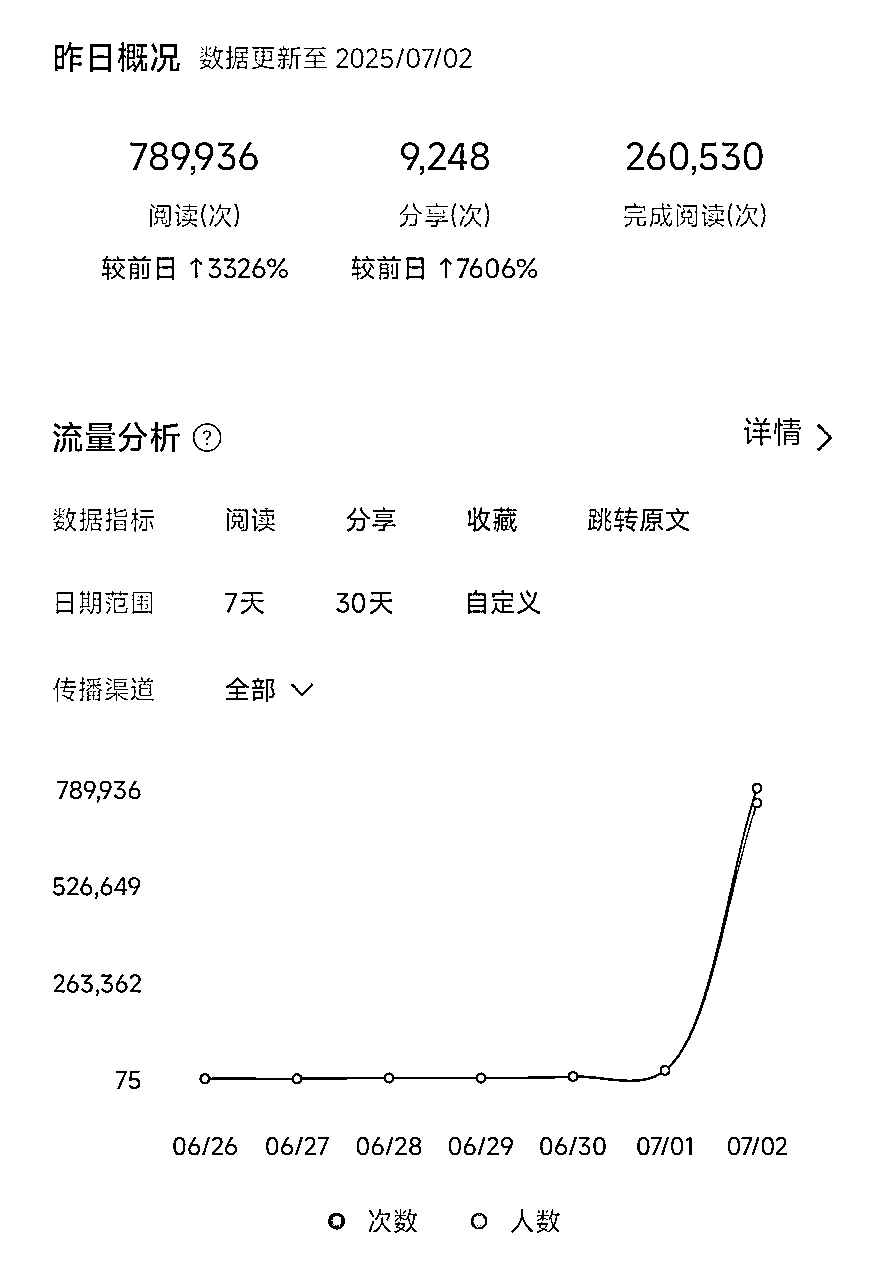 昨日概况 数据更新至 2025/07/02
789,936 9,248 260,530
阅读(次) 分享(次) 完成阅读(次)
较前日 ↑3326% 较前日 ↑7606%
流量分析 ? 详情 >
数据指标 阅读 分享 收藏 跳转原文
日期范围 7天 30天 自定义
传播渠道 全部
789,936
526,649
263,362
75
06/26 06/27 06/28 06/29 06/30 07/01 07/02
次数 人数